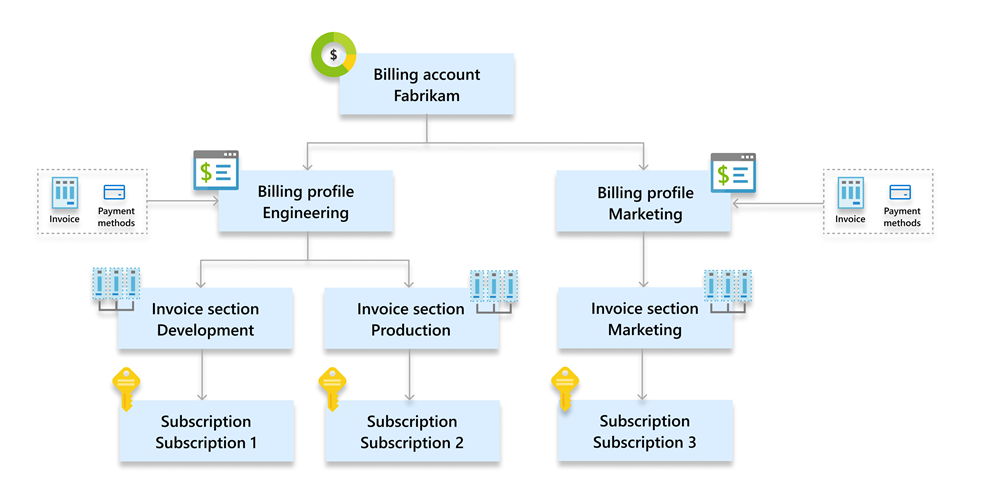 $
Billing account
Fabrikam
$
Billing profile
Engineering
$
Billing profile
Marketing
Invoice
Payment
methods
Invoice
Payment
methods
Invoice section
Development
Invoice section
Production
Invoice section
Marketing
Subscription
Subscription 1
Subscription
Subscription 2
Subscription
Subscription 3